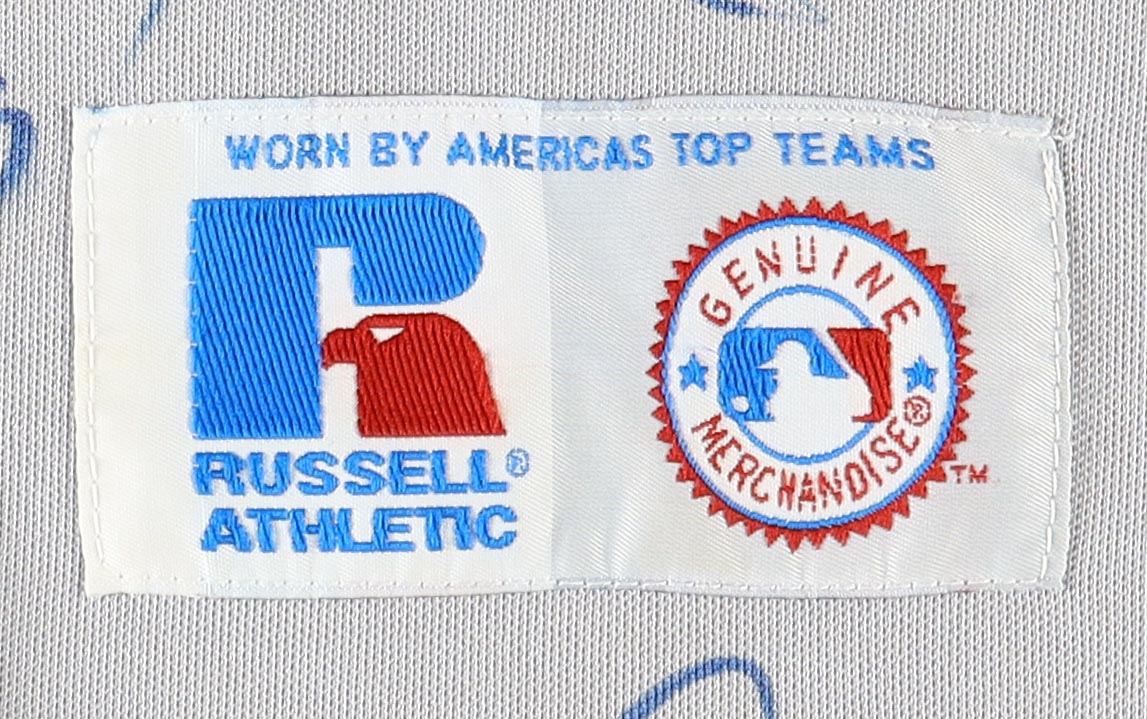 WORN BY AMERICAS TOP TEAMS
RUSSELL®
ATHLETIC
GENUINE
MERCHANDISE®
TM